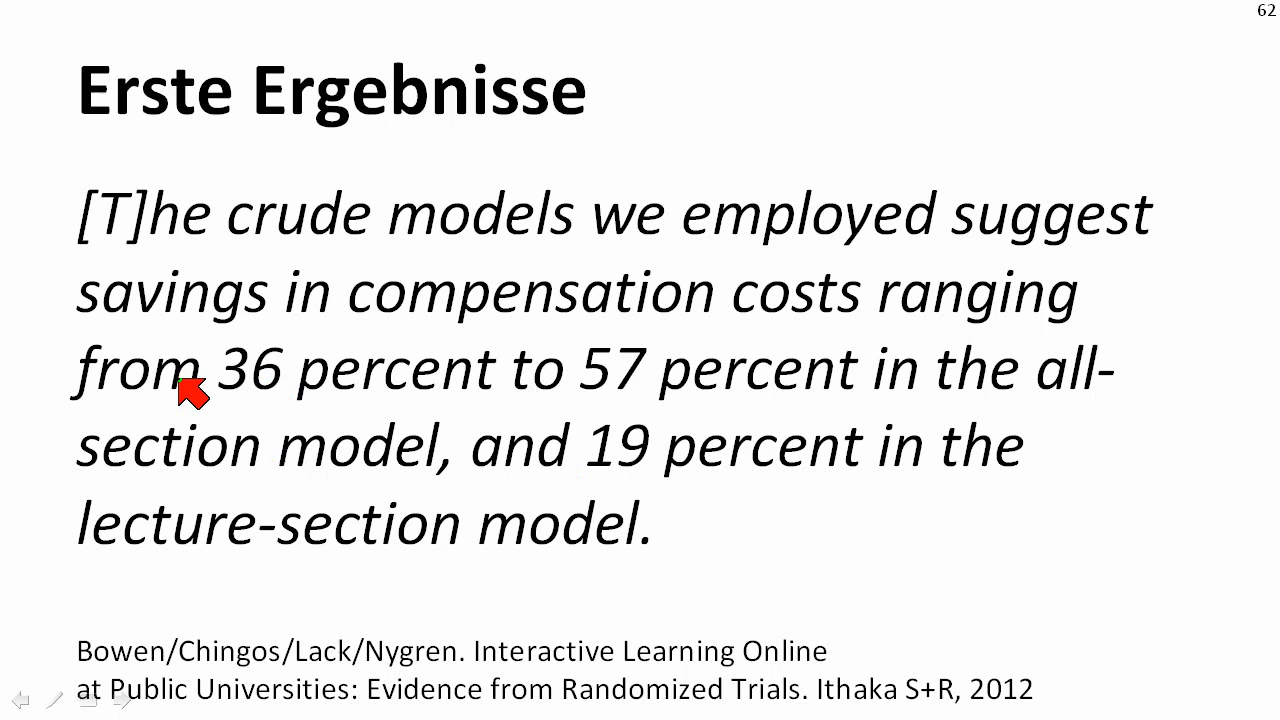 62
Erste Ergebnisse
[T]he crude models we employed suggest
savings in compensation costs ranging
from 36 percent to 57 percent in the all-
section model, and 19 percent in the
lecture-section model.
Bowen/Chingos/Lack/Nygren. Interactive Learning Online
at Public Universities: Evidence from Randomized Trials. Ithaka S+R, 2012